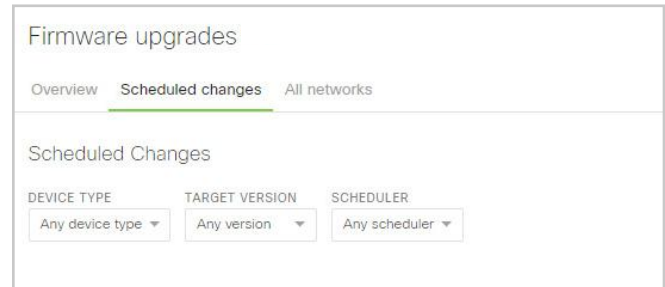 Firmware upgrades
Overview Scheduled changes All networks
Scheduled Changes
DEVICE TYPE TARGET VERSION SCHEDULER
Any device type Any version Any scheduler